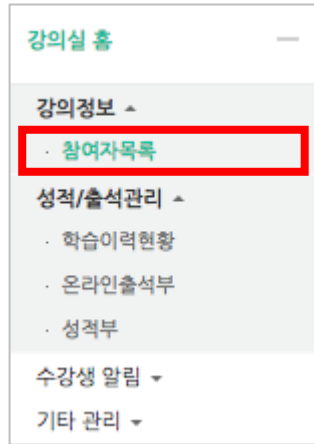 강의실 홈
강의정보
· 참여자목록
성적/출석관리
· 학습이력현황
· 온라인출석부
· 성적부
수강생 알림
기타 관리